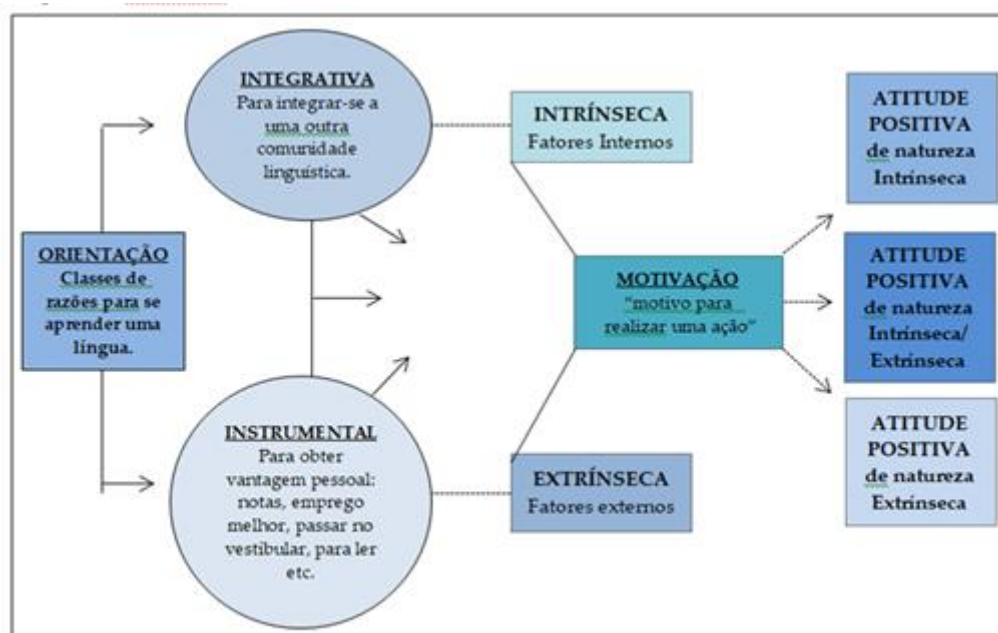 ORIENTAÇÃO
Classes de
razões para se
aprender uma
língua.
INTEGRATIVA
Para integrar-se a
uma outra
comunidade
linguística.
INSTRUMENTAL
Para obter
vantagem pessoal:
notas, emprego
melhor, passar no
vestibular, para ler
etc.
INTRÍNSECA
Fatores Internos
EXTRÍNSECA
Fatores externos
MOTIVAÇÃO
“motivo para
realizar uma ação”
ATITUDE
POSITIVA
de natureza
Intrínseca
ATITUDE
POSITIVA
de natureza
Intrínseca/
Extrínseca
ATITUDE
POSITIVA
de natureza
Extrínseca